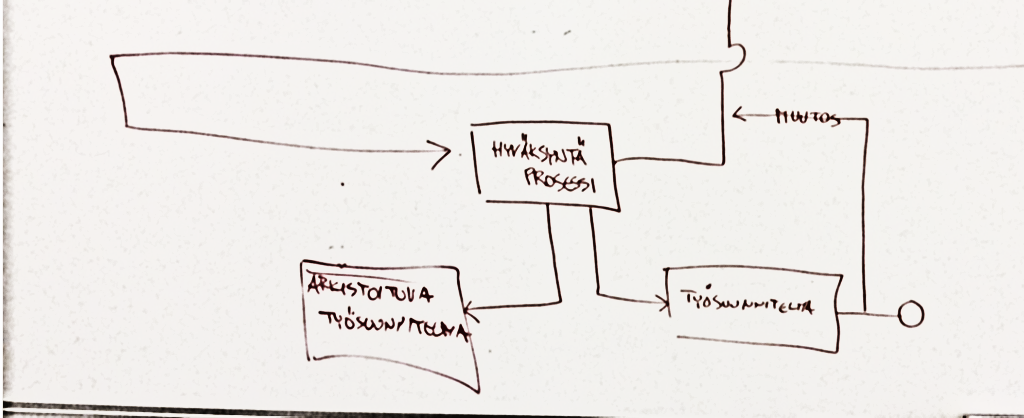 MUUTOS
HYVÄKSYNTÄ
PROSESSI
ARKISTOITUVA
TYÖSUUNNITELMA
TYÖSUUNNITELMA